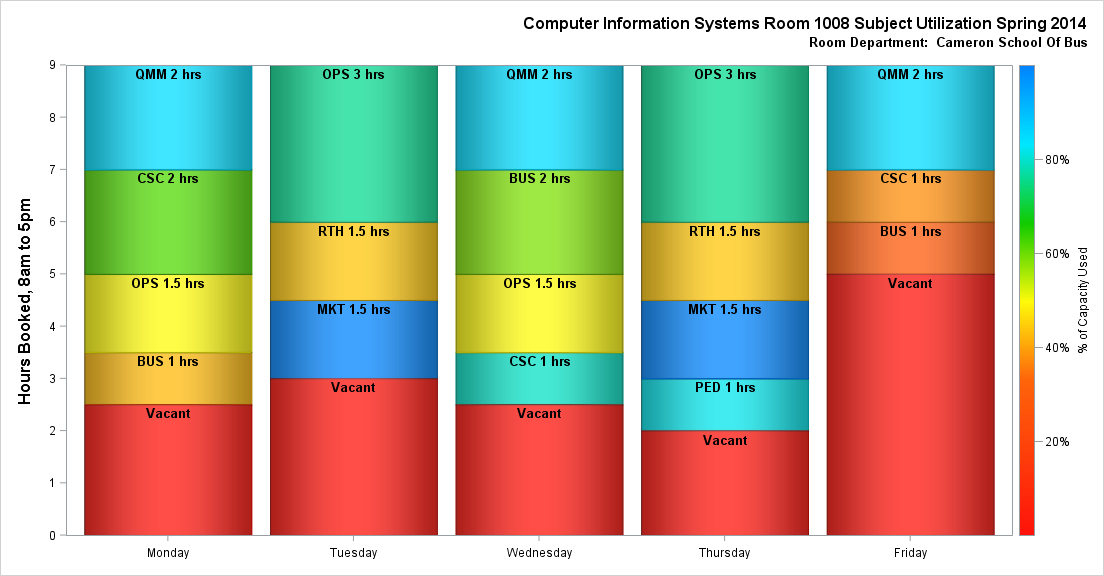 Computer Information Systems Room 1008 Subject Utilization Spring 2014
Room Department: Cameron School Of Bus
Hours Booked, 8am to 5pm
9
8
7
6
5
4
3
2
1
0
QMM 2 hrs
CSC 2 hrs
OPS 1.5 hrs
BUS 1 hrs
Vacant
OPS 3 hrs
RTH 1.5 hrs
MKT 1.5 hrs
Vacant
QMM 2 hrs
BUS 2 hrs
OPS 1.5 hrs
CSC 1 hrs
Vacant
OPS 3 hrs
RTH 1.5 hrs
MKT 1.5 hrs
PED 1 hrs
Vacant
QMM 2 hrs
CSC 1 hrs
BUS 1 hrs
Vacant
Monday Tuesday Wednesday Thursday Friday
80%
60%
40%
20%
% of Capacity Used